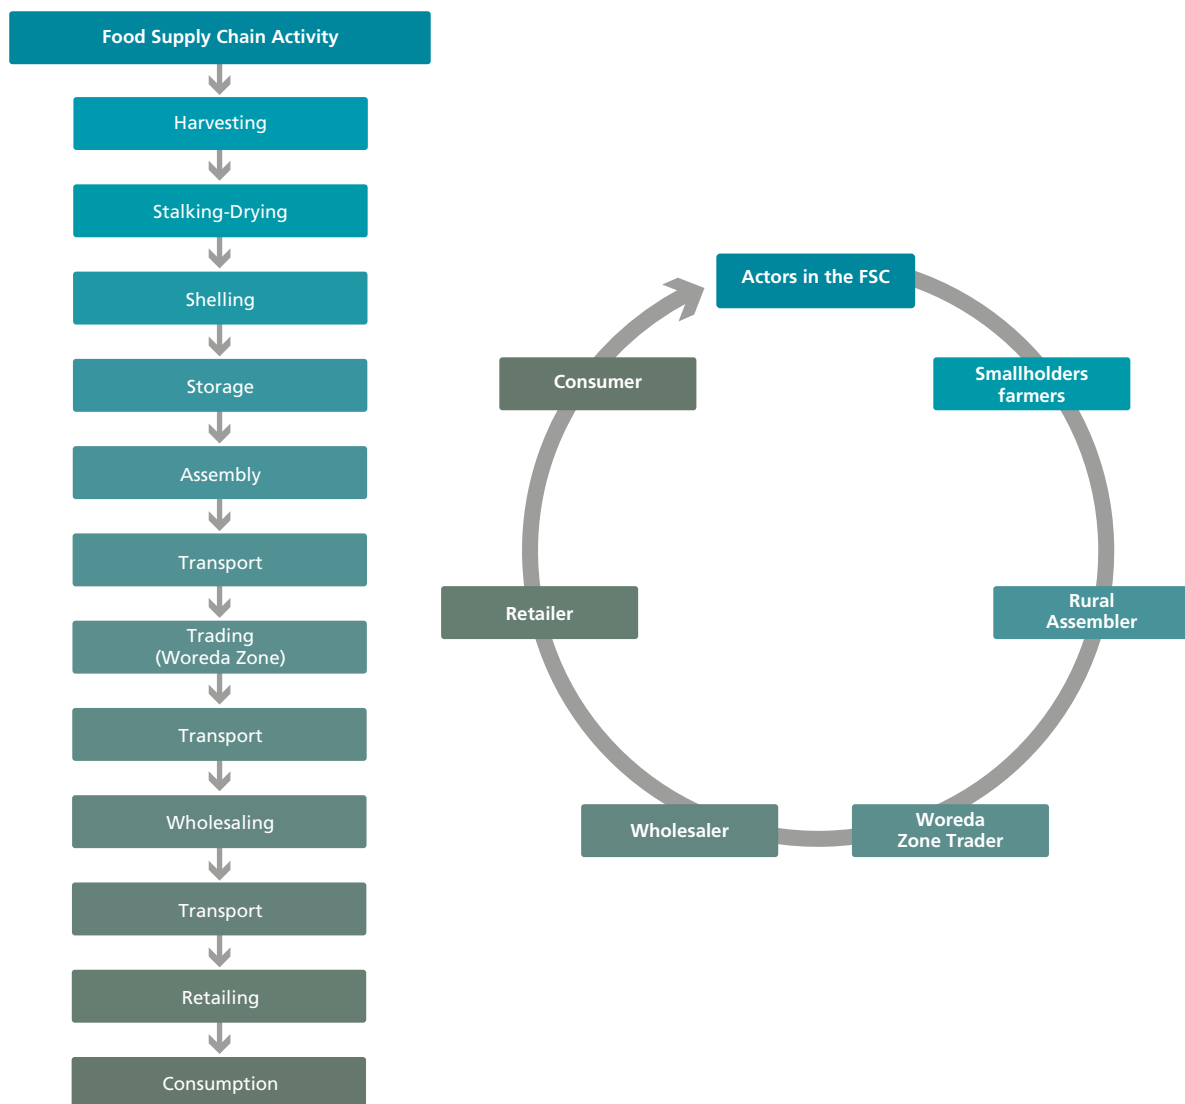 Food Supply Chain Activity
Harvesting
Stalking-Drying
Shelling
Storage
Assembly
Transport
Trading
(Woreda Zone)
Transport
Wholesaling
Transport
Retailing
Consumption
Actors in the FSC
Smallholders
farmers
Rural
Assembler
Woreda
Zone Trader
Wholesaler
Retailer
Consumer